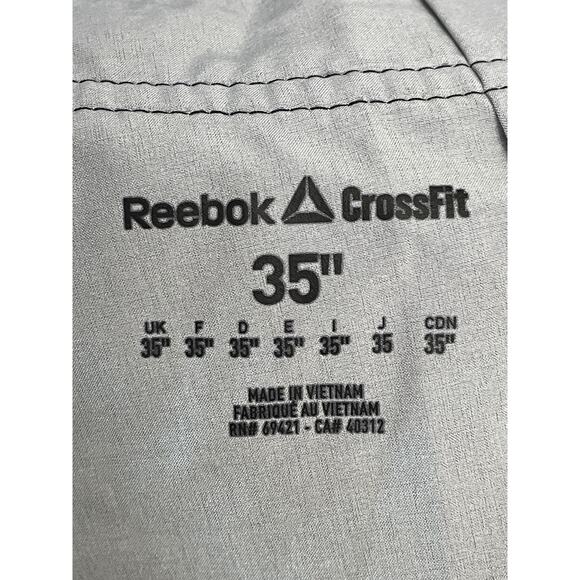 Reebok CrossFit
35"
UK F D E I J CDN
35" 35" 35" 35" 35" 35 35"
MADE IN VIETNAM
FABRIQUÉ AU VIETNAM
RN# 69421 - CA# 40312